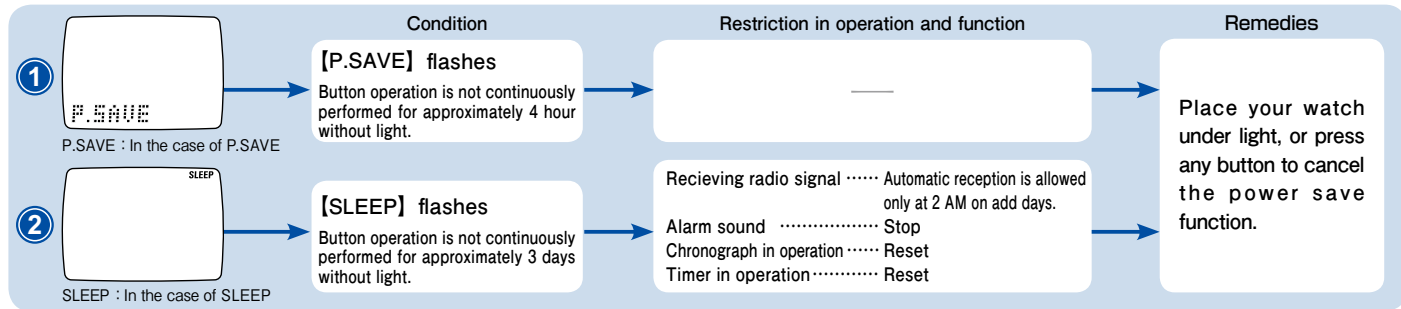 Condition
Restriction in operation and function
Remedies
1
P.SAVE
P.SAVE : In the case of P.SAVE
【P.SAVE】 flashes
Button operation is not continuously
performed for approximately 4 hour
without light.
Place your watch
under light, or press
any button to cancel
the power save
function.
2
SLEEP
SLEEP : In the case of SLEEP
【SLEEP】 flashes
Button operation is not continuously
performed for approximately 3 days
without light.
Recieving radio signal ······ Automatic reception is allowed
only at 2 AM on add days.
Alarm sound ·················· Stop
Chronograph in operation ······ Reset
Timer in operation ············ Reset